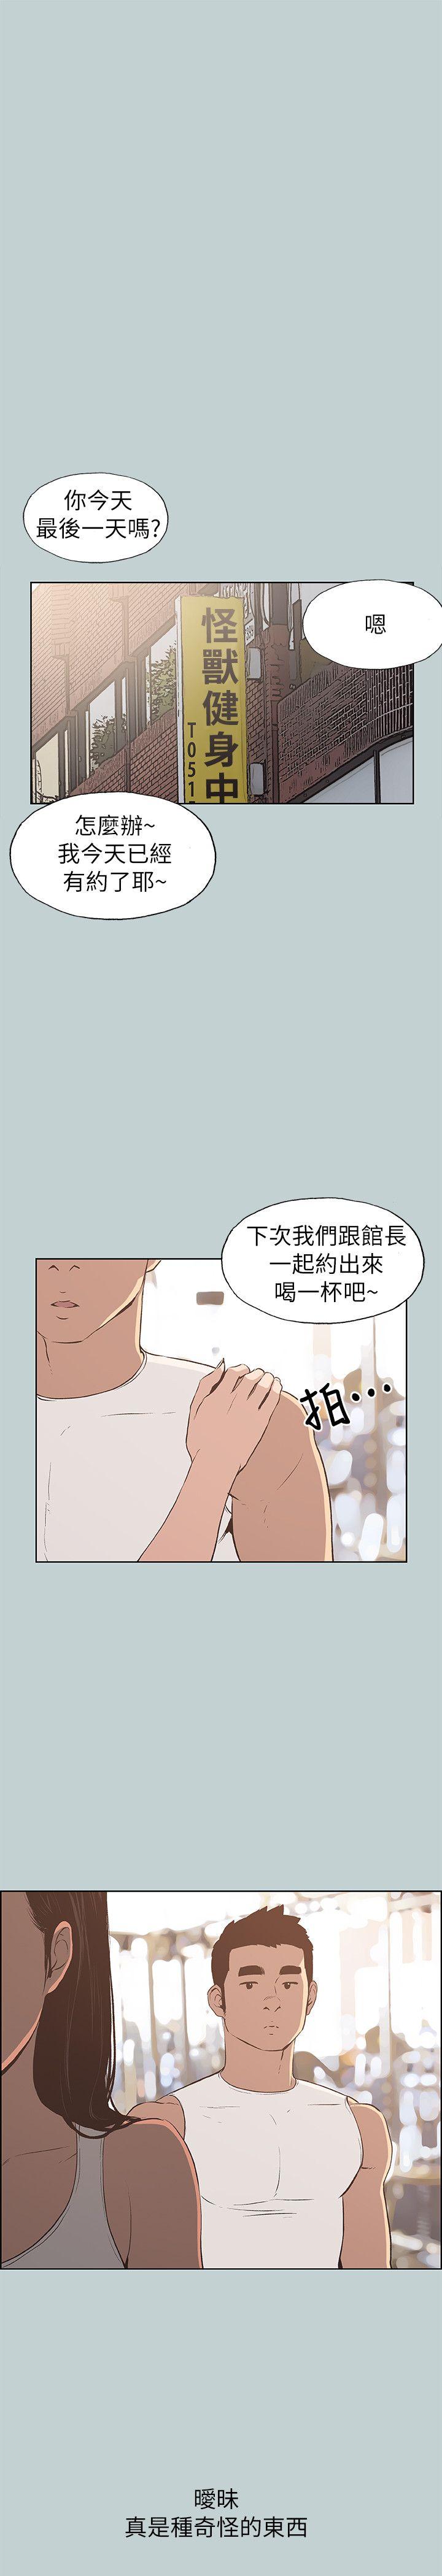 你今天
最後一天嗎?
嗯
怪獸健身中
T051
怎麼辦~
我今天已經
有約了耶~
下次我們跟館長
一起約出來
喝一杯吧~
拍…
曖昧
真是種奇怪的東西